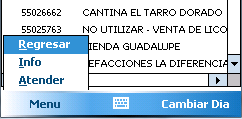 55026662 CANTINA EL TARRO DORADO
55025763 NO UTILIZAR - VENTA DE LICO
Regresar IENDA GUADALUPE
Info EFACCIONES LA DIFERENCIA
Atender
Menu Cambiar Dia